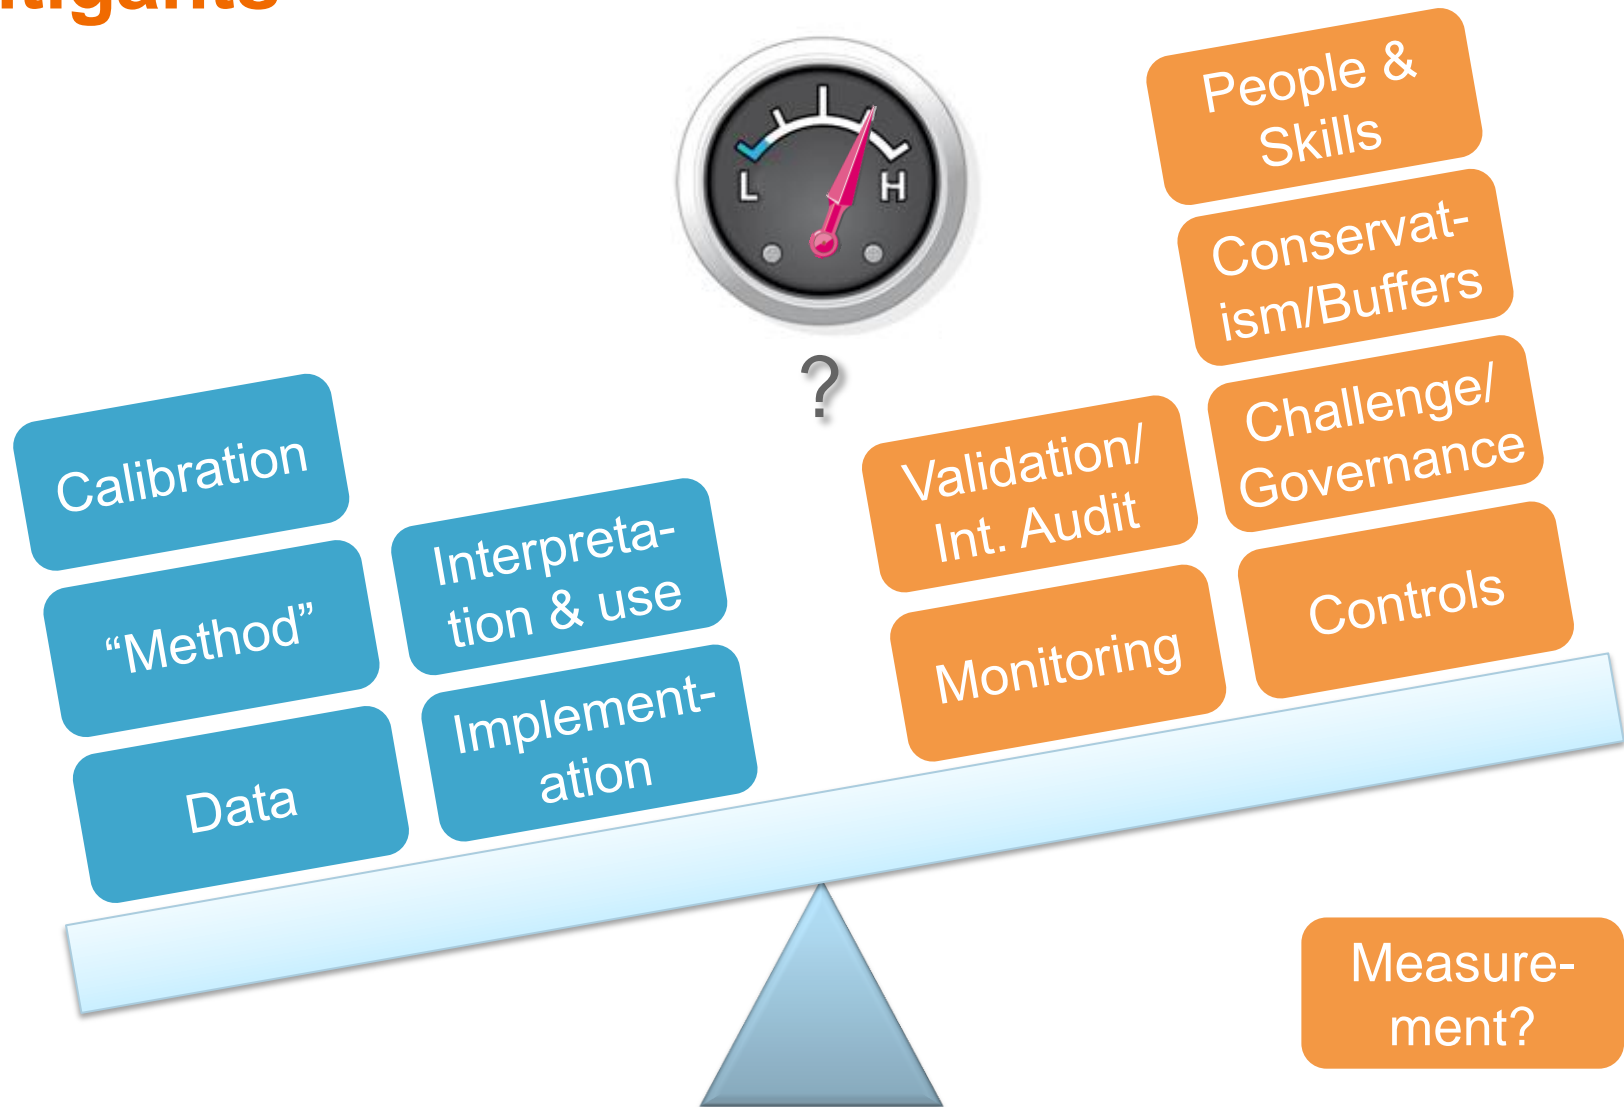 L H
?
Calibration
“Method”
Data
Interpreta-
tion & use
Implement-
ation
Validation/
Int. Audit
Monitoring
People &
Skills
Conservat-
ism/Buffers
Challenge/
Governance
Controls
Measure-
ment?